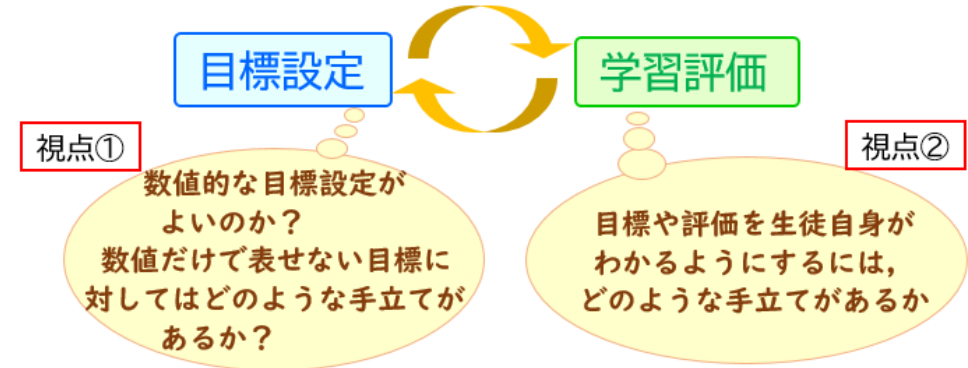 目標設定
学習評価
視点①
数値的な目標設定が
よいのか？
数値だけで表せない目標に
対してはどのような手立てが
あるか？
視点②
目標や評価を生徒自身が
わかるようにするには，
どのような手立てがあるか